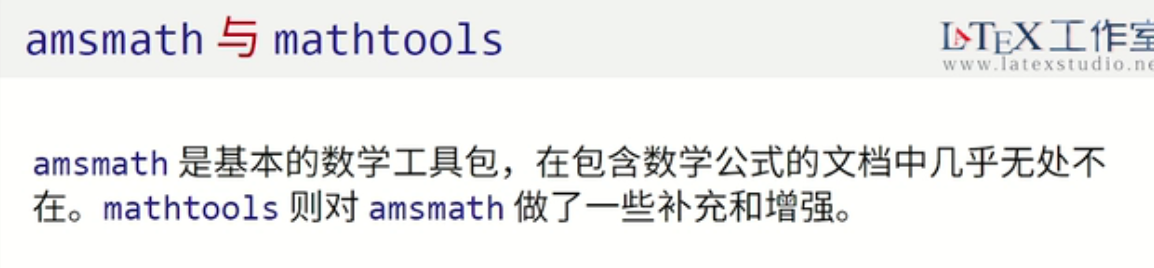 amsmath 与 mathtools
LaTeX 工作室
www.latexstudio.ne
amsmath 是基本的数学工具包，在包含数学公式的文档中几乎无处不
在。mathtools 则对 amsmath 做了一些补充和增强。